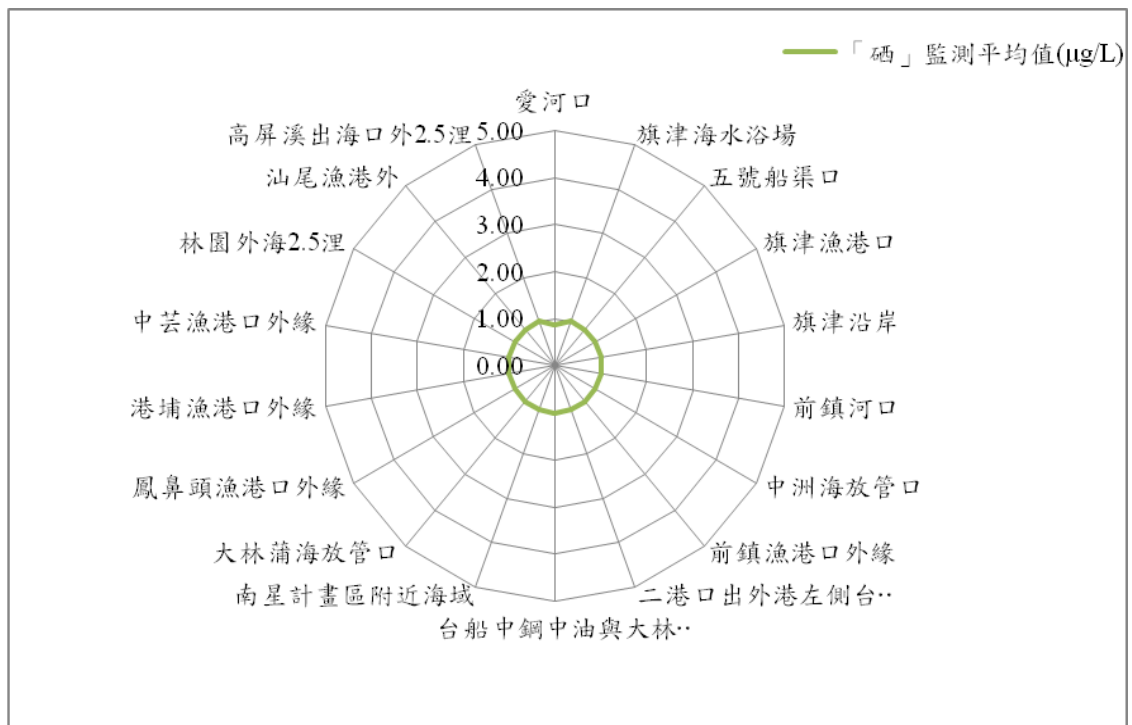 「硒」監測平均值(μg/L)
愛河口
旗津海水浴場
五號船渠口
旗津漁港口
旗津沿岸
前鎮河口
中洲海放管口
前鎮漁港口外緣
二港口出外港左側台‥
台船中鋼中油與大林‥
南星計畫區附近海域
大林蒲海放管口
鳳鼻頭漁港口外緣
港埔漁港口外緣
中芸漁港口外緣
林園外海2.5浬
汕尾漁港外
高屏溪出海口外2.5浬
5.00
4.00
3.00
2.00
1.00
0.00